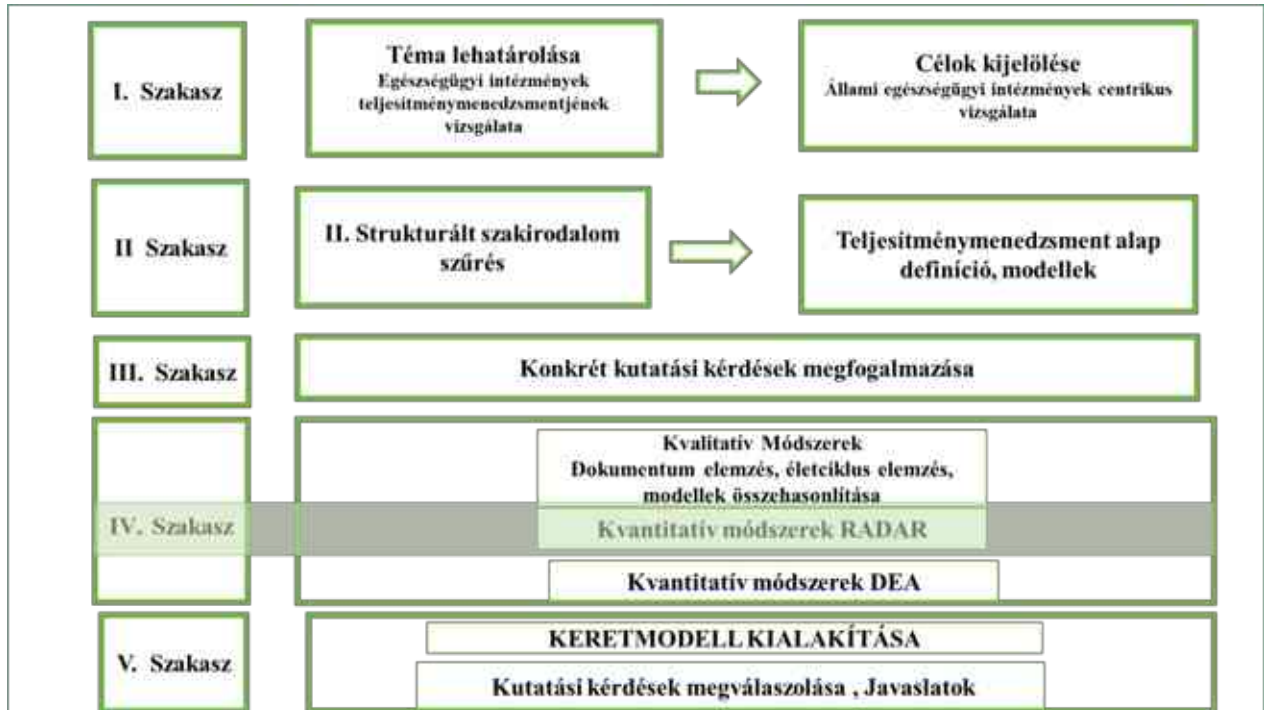 I. Szakasz
Téma lehatárolása
Egészségügyi intézmények
teljesítménymenedzsmentjének
vizsgálata
Célok kijelölése
Állami egészségügyi intézmények centrikus
vizsgálata
II Szakasz
II. Strukturált szakirodalom
szűrés
Teljesítménymenedzsment alap
definíció, modellek
III. Szakasz
Konkrét kutatási kérdések megfogalmazása
IV. Szakasz
Kvalitatív Módszerek
Dokumentum elemzés, életciklus elemzés,
modellek összehasonlítása
Kvantitatív módszerek RADAR
Kvantitatív módszerek DEA
V. Szakasz
KERETMODELL KIALAKÍTÁSA
Kutatási kérdések megválaszolása , Javaslatok